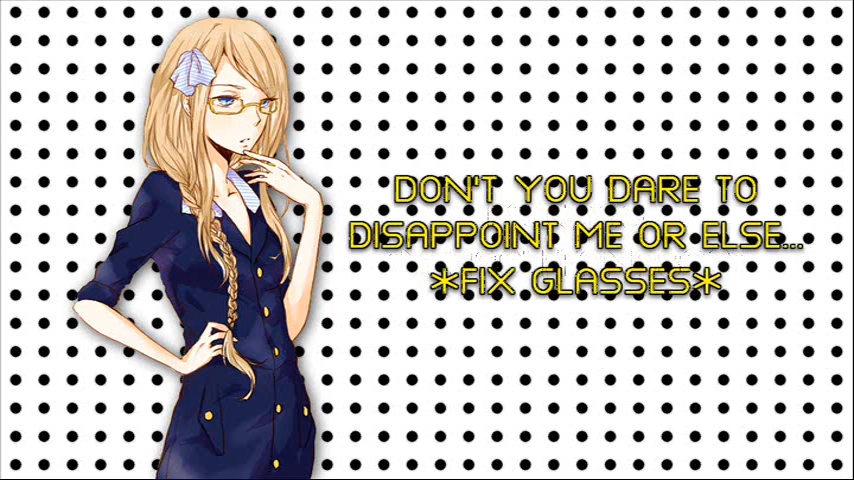 DON'T YOU DARE TO
DISAPPOINT ME OR ELSE...
*FIX GLASSES*